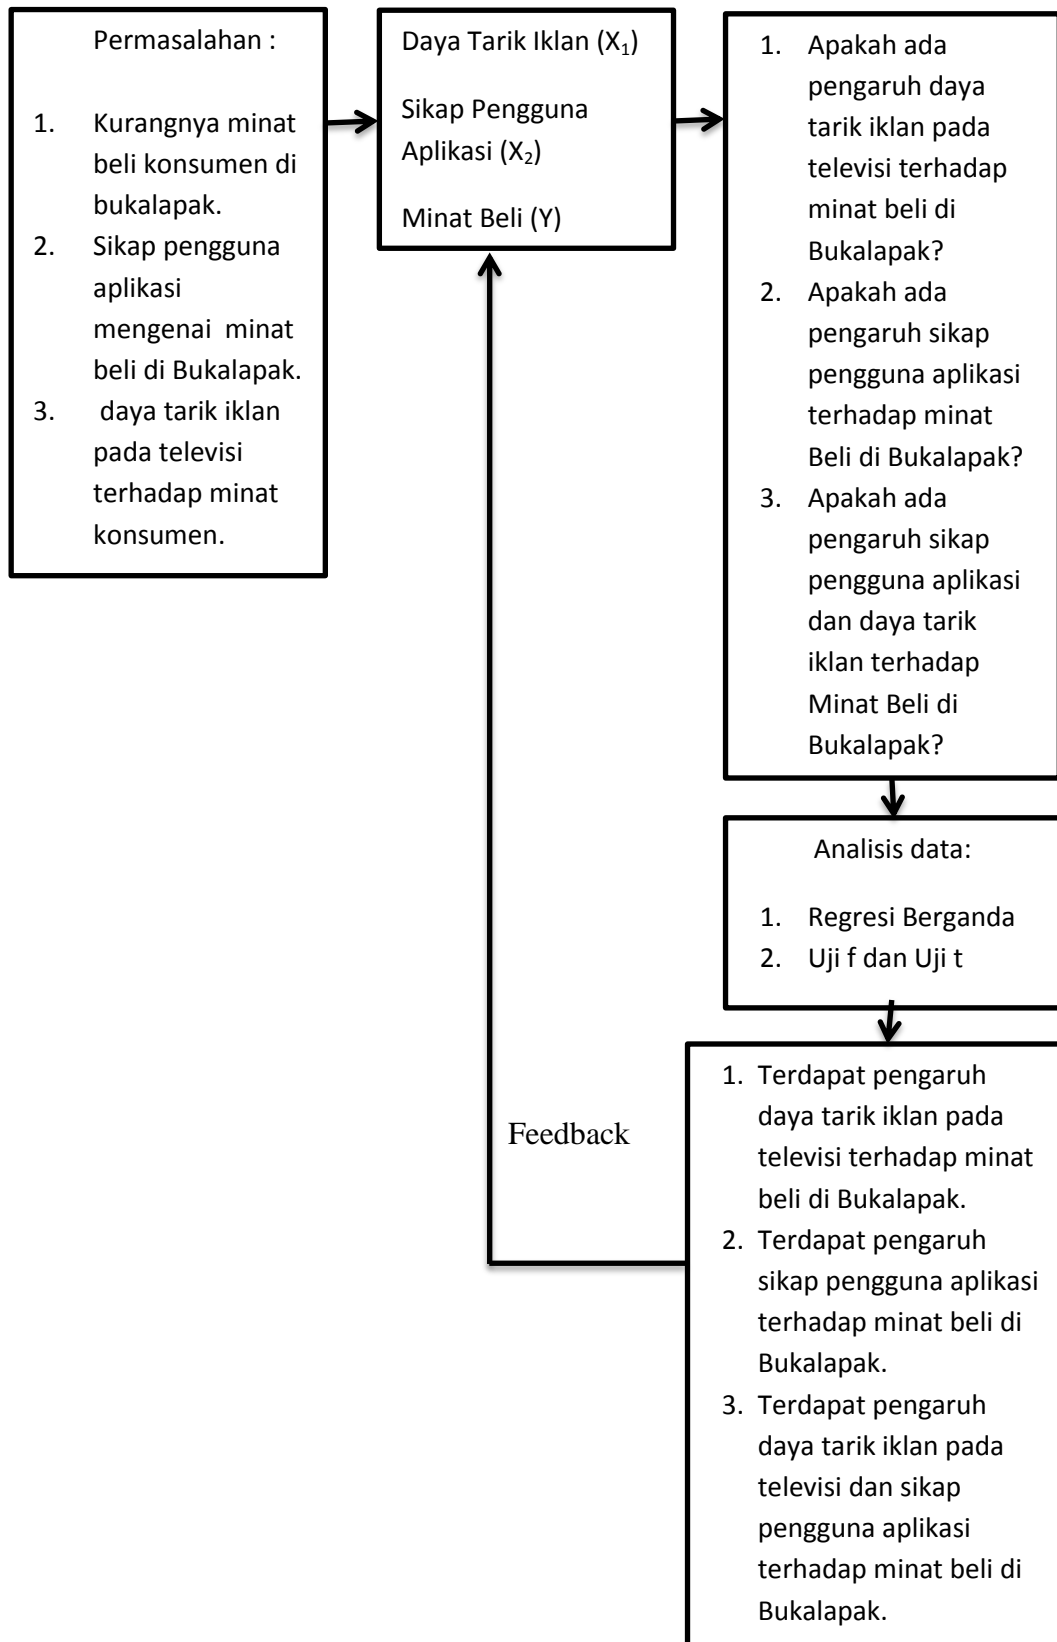 Permasalahan :
1. Kurangnya minat
beli konsumen di
bukalapak.
2. Sikap pengguna
aplikasi
mengenai minat
beli di Bukalapak.
3. daya tarik iklan
pada televisi
terhadap minat
konsumen.
Daya Tarik Iklan (X₁)
Sikap Pengguna
Aplikasi (X₂)
Minat Beli (Y)
1. Apakah ada
pengaruh daya
tarik iklan pada
televisi terhadap
minat beli di
Bukalapak?
2. Apakah ada
pengaruh sikap
pengguna aplikasi
terhadap minat
Beli di Bukalapak?
3. Apakah ada
pengaruh sikap
pengguna aplikasi
dan daya tarik
iklan terhadap
Minat Beli di
Bukalapak?
Analisis data:
1. Regresi Berganda
2. Uji f dan Uji t
1. Terdapat pengaruh
daya tarik iklan pada
televisi terhadap minat
beli di Bukalapak.
2. Terdapat pengaruh
sikap pengguna aplikasi
terhadap minat beli di
Bukalapak.
3. Terdapat pengaruh
daya tarik iklan pada
televisi dan sikap
pengguna aplikasi
terhadap minat beli di
Bukalapak.
Feedback